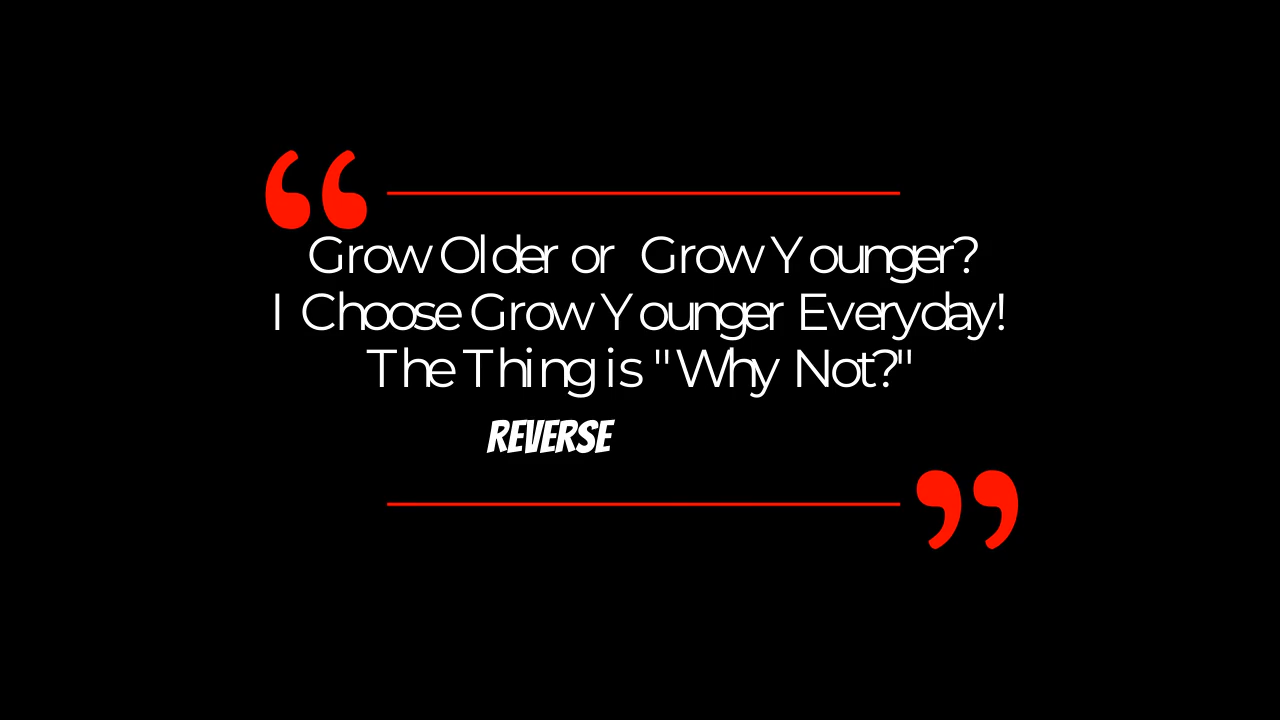 Grow Older or Grow Younger?
I Choose Grow Younger Everyday!
The Thing is "Why Not?"
REVERSE